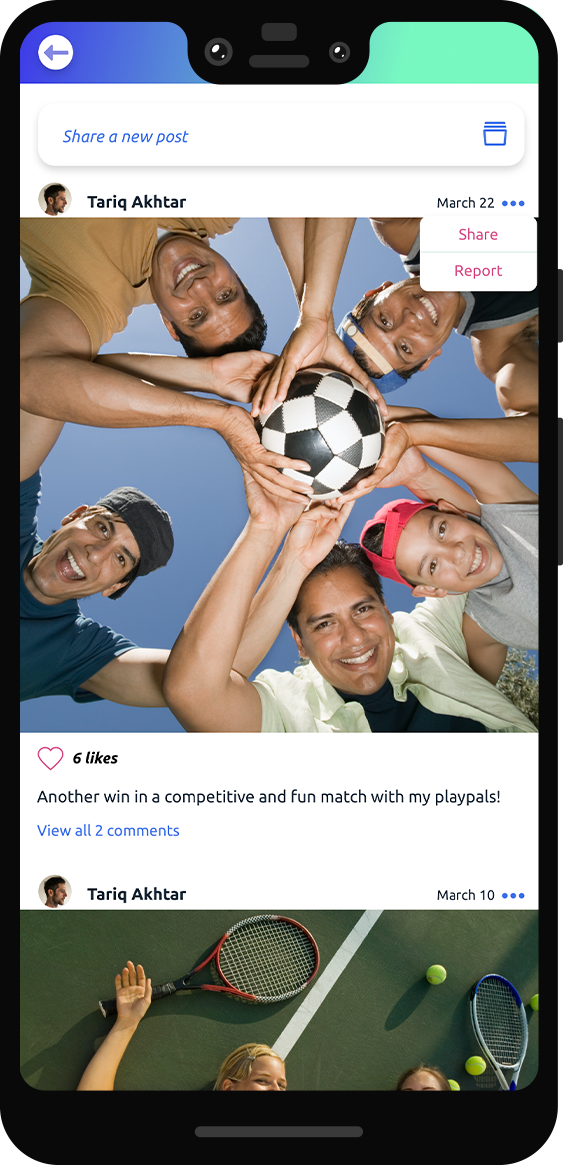 Share a new post
Tariq Akhtar
March 22
Share
Report
6 likes
Another win in a competitive and fun match with my playpals!
View all 2 comments
Tariq Akhtar
March 10